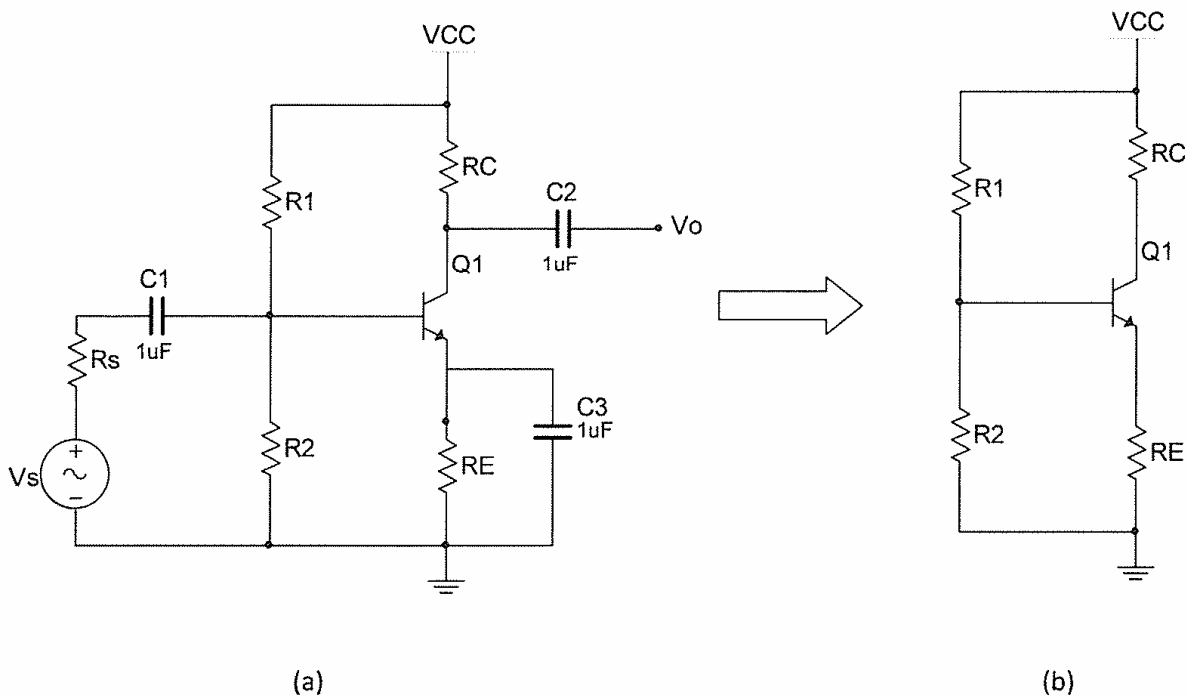 VCC
RC
R1
C2
Vo
1uF
Q1
C1
1uF
Rs
C3
1uF
R2
RE
Vs
+
−
(a)
VCC
RC
R1
Q1
R2
RE
(b)